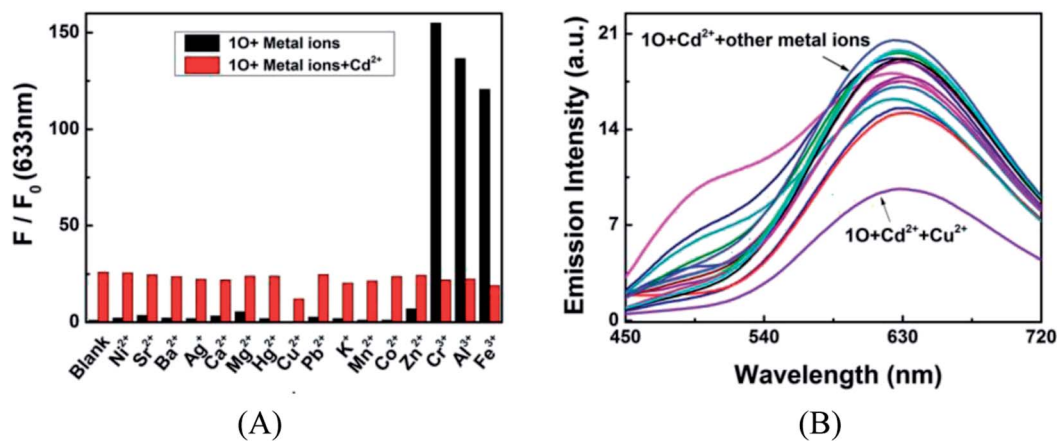 150
100
50
0
F / F₀ (633nm)
1O+ Metal ions
1O+ Metal ions+Cd²⁺
Blank
Ni²⁺
Sr²⁺
Ba²⁺
Ag⁺
Ca²⁺
Mg²⁺
Hg²⁺
Cu²⁺
Pb²⁺
K⁺
Mn²⁺
Co²⁺
Zn²⁺
Cr³⁺
Al³⁺
Fe³⁺
(A)
21
14
7
0
Emission Intensity (a.u.)
1O+Cd²⁺+other metal ions
1O+Cd²⁺+Cu²⁺
450 540 630 720
Wavelength (nm)
(B)